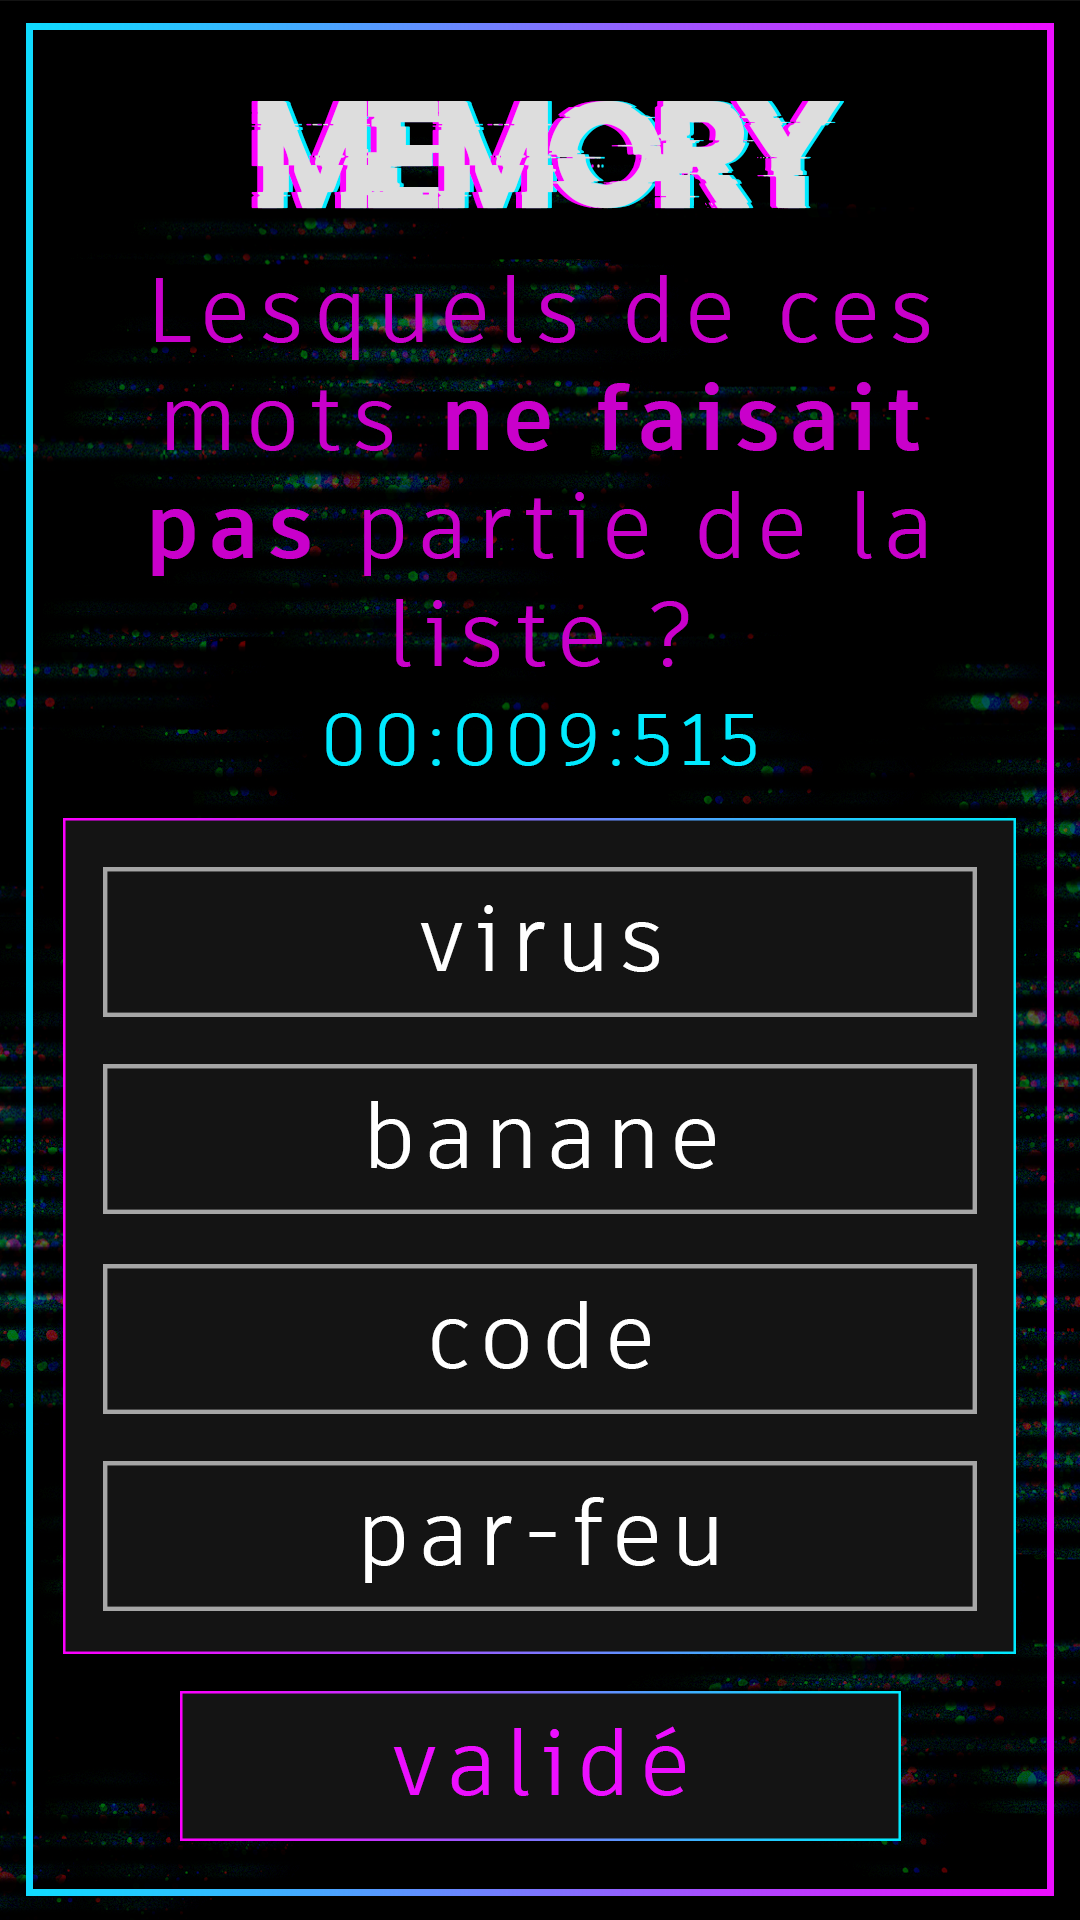 MEMORY
Lesquels de ces
mots ne faisait
pas partie de la
liste ?
00:009:515
virus
banane
code
par-feu
validé